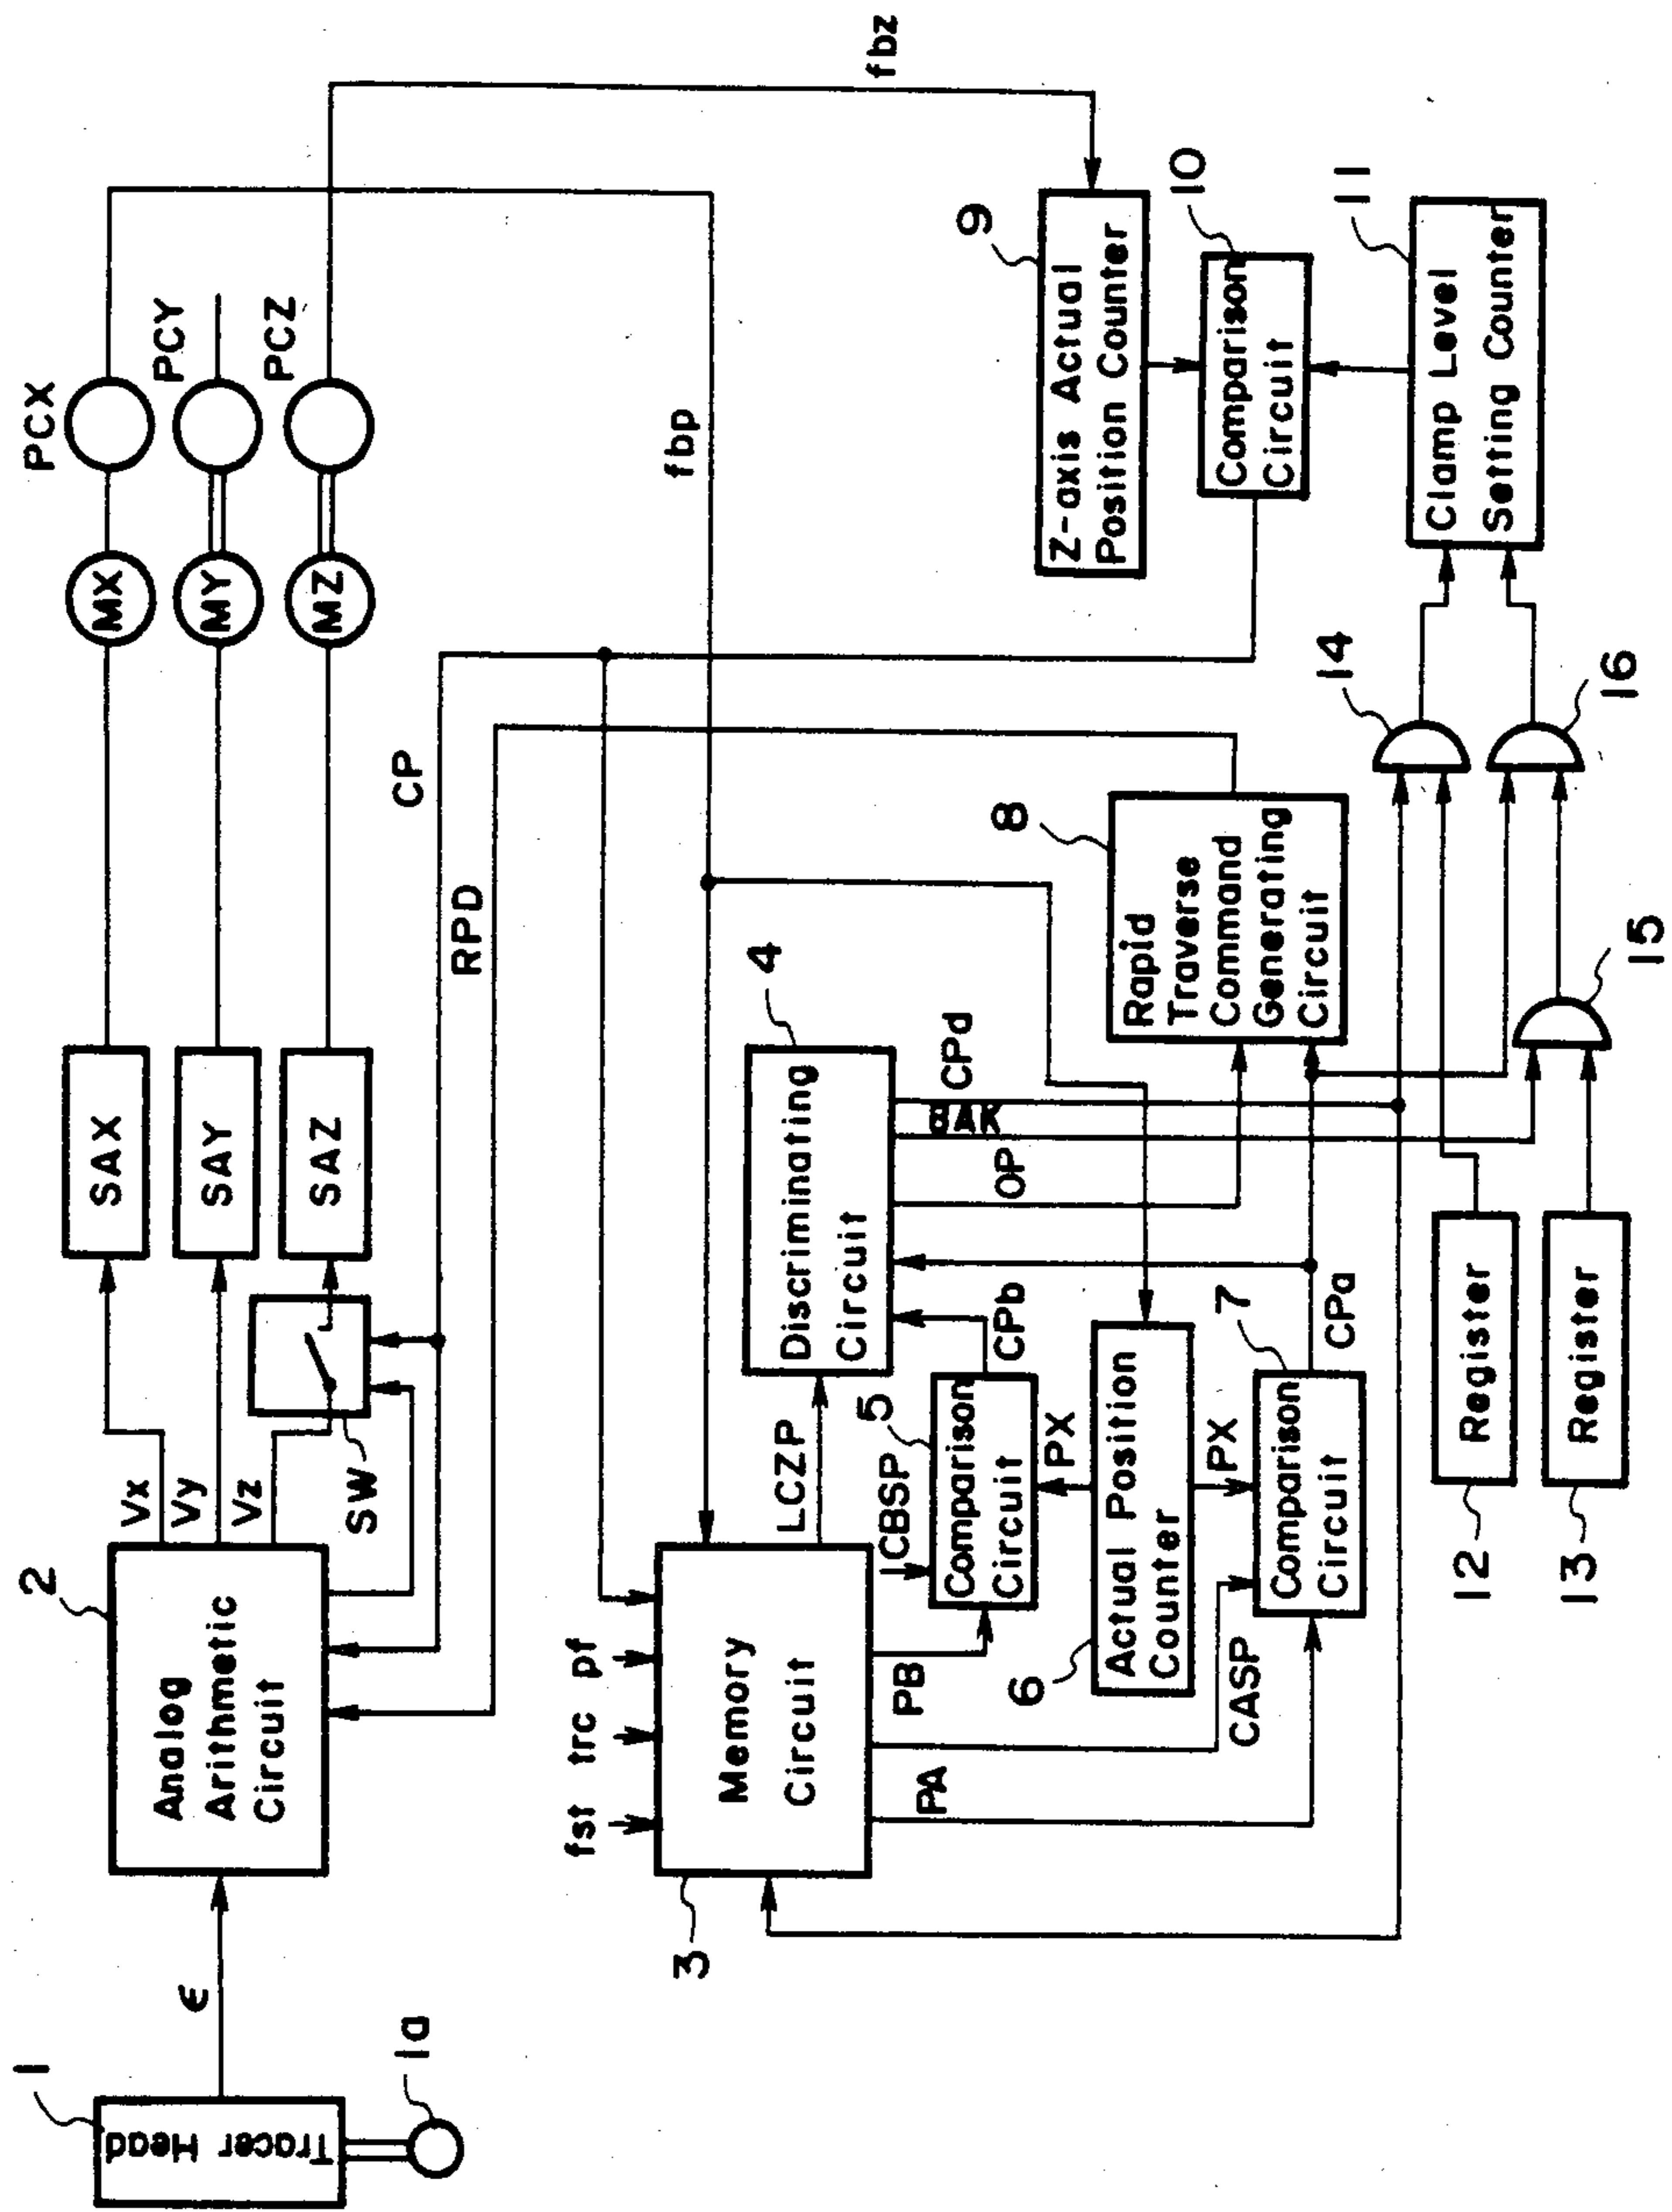 1
Tracer Head
1a
ϵ
2
Analog
Arithmetic
Circuit
Vx
Vy
Vz
SW
SAX
SAY
SAZ
MX
MY
MZ
PCX
PCY
PCZ
CP
RPD
fbp
fbz
fst
trc
pf
3
Memory
Circuit
LCZP
4
Discriminating
Circuit
CPd
BAK
OP
PB
CBSP
5
Comparison
Circuit
CPb
PX
6
Actual Position
Counter
PX
PA
CASP
7
Comparison
Circuit
CPa
8
Rapid
Traverse
Command
Generating
Circuit
9
Z-axis Actual
Position Counter
10
Comparison
Circuit
11
Clamp Level
Setting Counter
12
Register
13
Register
14
15
16